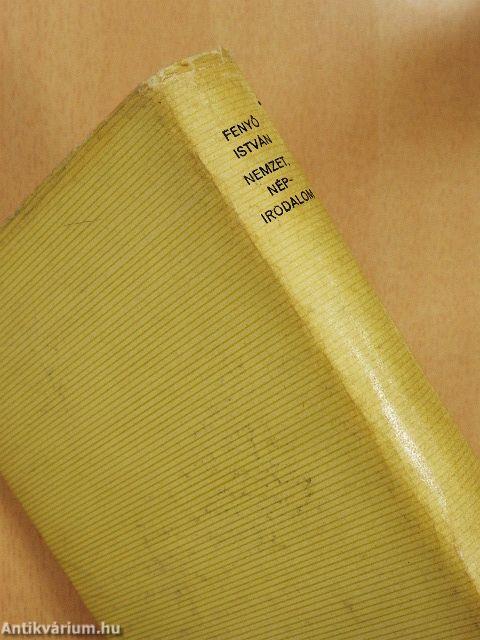 FENYŐ
ISTVÁN
NEMZET,
NÉP-
IRODALOM
Antikvárium.hu